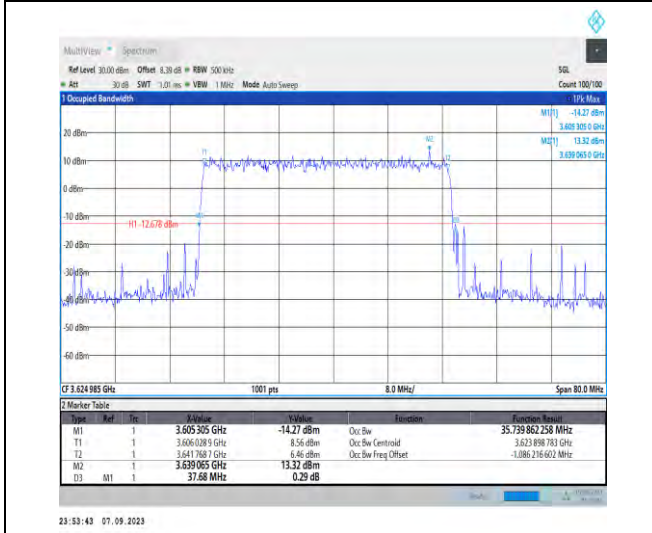 MultiView Spectrum
Ref Level 30.00 dBm Offset 8.39 dB RBW 500 kHz SGL
Att 30 dB SWT 1.01 ms VBW 1 MHz Mode Auto Sweep Count 100/100
1 Occupied Bandwidth 1Pk Max
M1[1] -14.27 dBm
3.605 305 0 GHz
M2[1] 13.32 dBm
3.639 065 0 GHz
20 dBm
M2
T1
10 dBm
0 dBm
-10 dBm
H1 -12.678 dBm
-20 dBm
-30 dBm
-40 dBm
-50 dBm
-60 dBm
CF 3.624 985 GHz 1001 pts 8.0 MHz/ Span 80.0 MHz
2 Marker Table
Type Ref Trc X-Value Y-Value Function Function Result
M1 1 3.605 305 GHz -14.27 dBm Occ Bw 35.739 862 258 MHz
T1 1 3.606 028 9 GHz 8.56 dBm Occ Bw Centroid 3.623 898 783 GHz
T2 1 3.641 768 7 GHz 6.46 dBm Occ Bw Freq Offset -1.086 216 602 MHz
M2 1 3.639 065 GHz 13.32 dBm
D3 M1 1 37.68 MHz 0.29 dB
23:53:43 07.09.2023